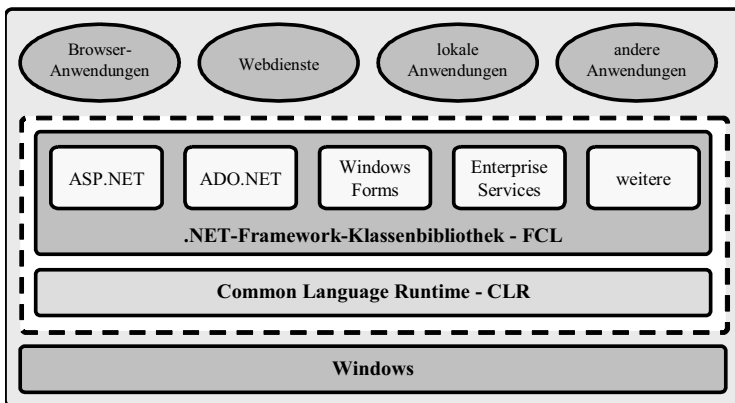 Browser-
Anwendungen
Webdienste
lokale
Anwendungen
andere
Anwendungen
ASP.NET
ADO.NET
Windows
Forms
Enterprise
Services
weitere
.NET-Framework-Klassenbibliothek - FCL
Common Language Runtime - CLR
Windows